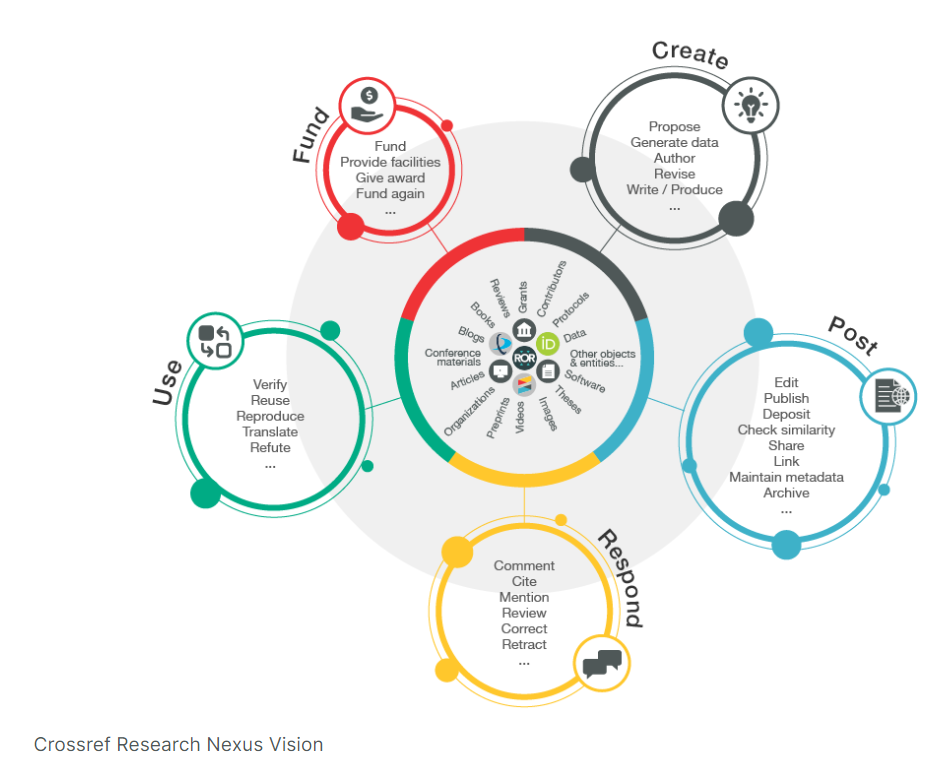 Fund
Fund
Provide facilities
Give award
Fund again
...
Create
Propose
Generate data
Author
Revise
Write / Produce
...
Post
Edit
Publish
Deposit
Check similarity
Share
Link
Maintain metadata
Archive
...
Respond
Comment
Cite
Mention
Review
Correct
Retract
...
Use
Verify
Reuse
Reproduce
Translate
Refute
...
Grants
Contributors
Protocols
Data
Other objects
& entities...
Software
Theses
Images
Videos
Preprints
Organizations
Articles
Conference
materials
Blogs
Books
Reviews
iD
ROR
$
Crossref Research Nexus Vision